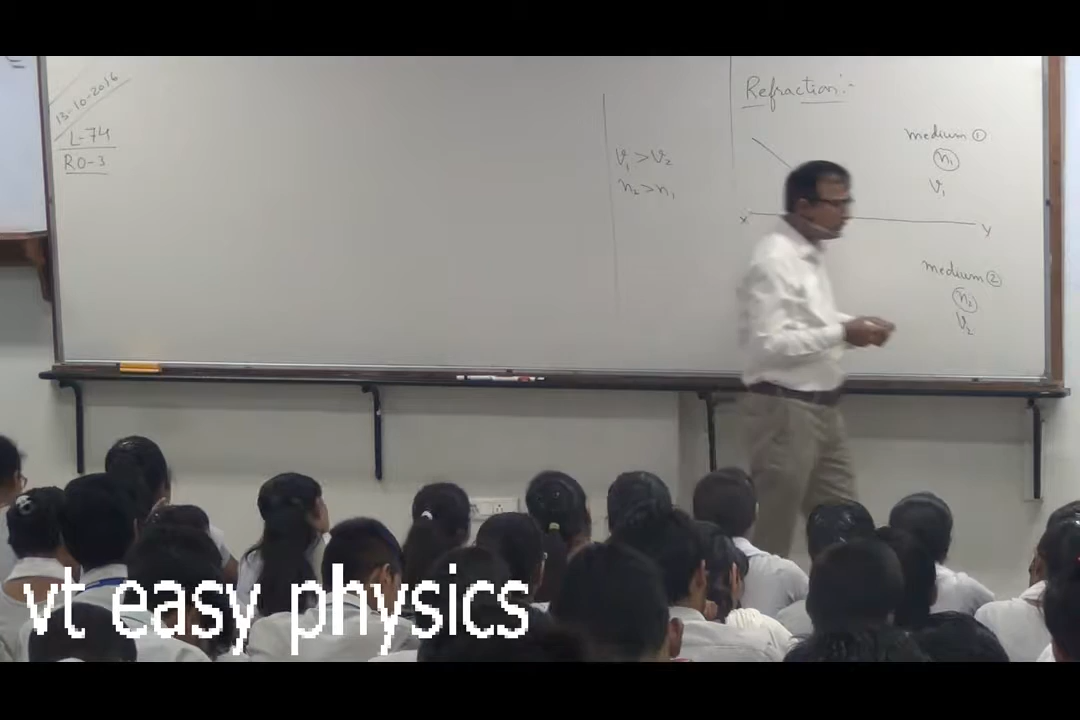 13-10-2016
L-74
RO-3
V₁ > V₂
n₂ > n₁
Refraction:-
medium ①
n₁
V₁
X
Y
medium ②
n₂
V₂
vt easy physics